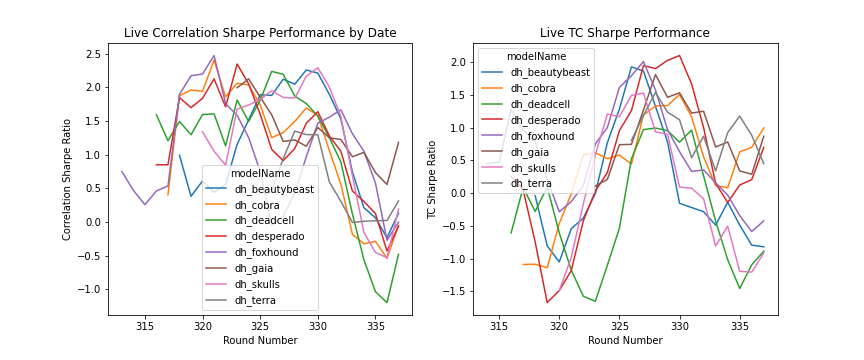 Live Correlation Sharpe Performance by Date
Correlation Sharpe Ratio
2.5
2.0
1.5
1.0
0.5
0.0
−0.5
−1.0
modelName
dh_beautybeast
dh_cobra
dh_deadcell
dh_desperado
dh_foxhound
dh_gaia
dh_skulls
dh_terra
315
320
325
330
335
Round Number
Live TC Sharpe Performance
TC Sharpe Ratio
2.0
1.5
1.0
0.5
0.0
−0.5
−1.0
−1.5
modelName
dh_beautybeast
dh_cobra
dh_deadcell
dh_desperado
dh_foxhound
dh_gaia
dh_skulls
dh_terra
315
320
325
330
335
Round Number